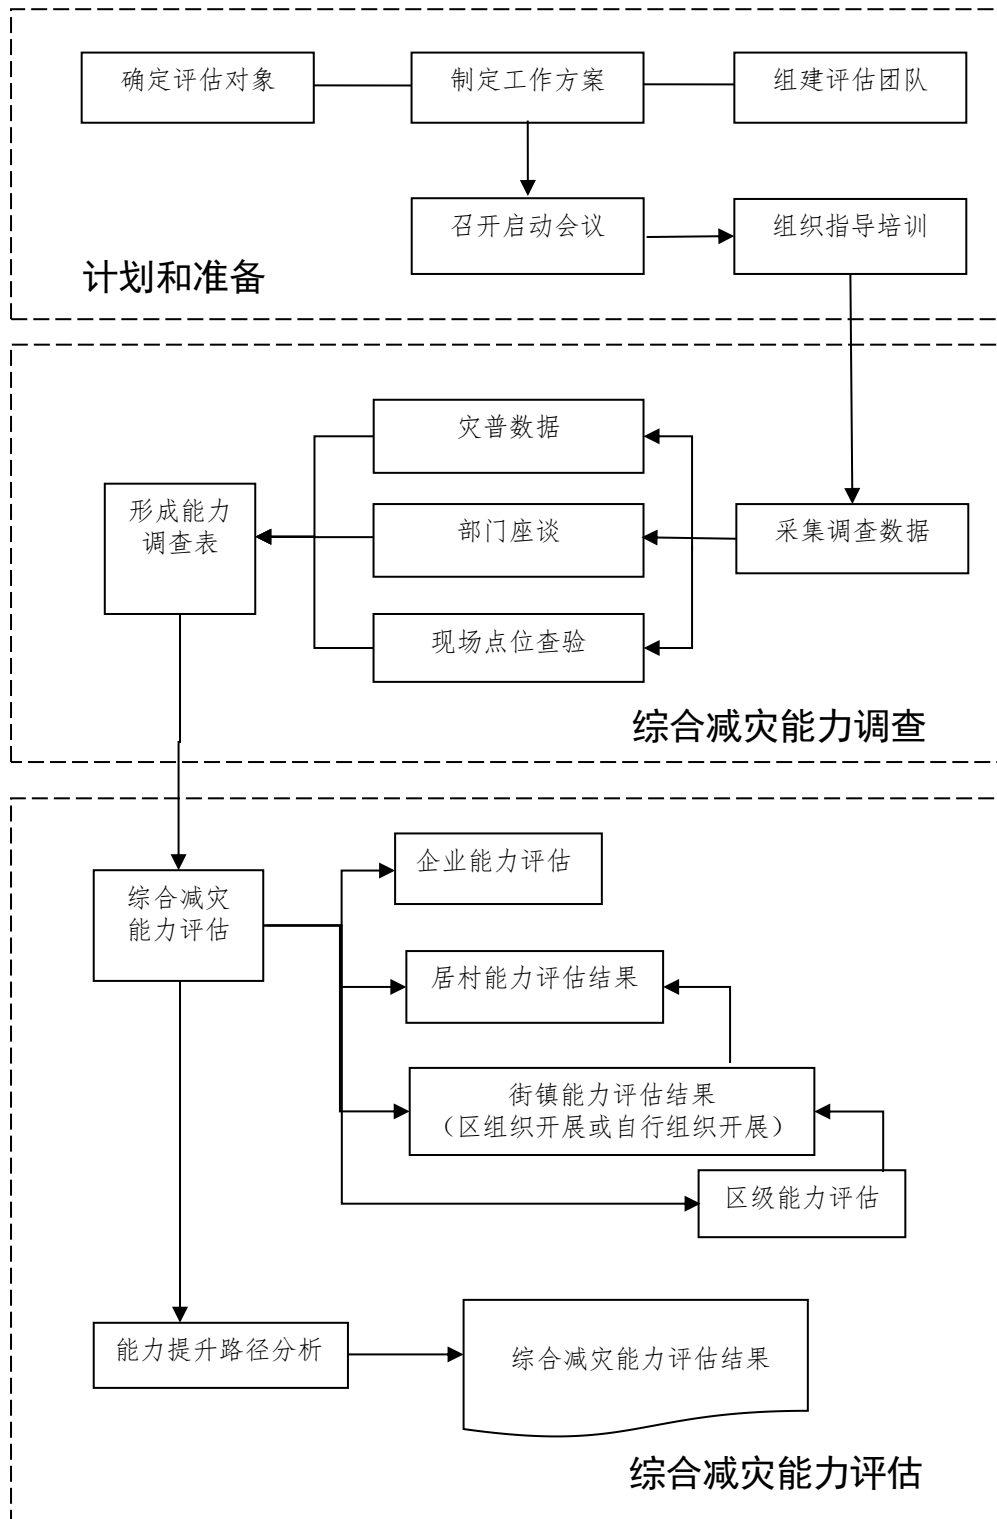 确定评估对象
制定工作方案
组建评估团队
召开启动会议
组织指导培训
计划和准备
灾普数据
形成能力
调查表
部门座谈
采集调查数据
现场点位查验
综合减灾能力调查
企业能力评估
综合减灾
能力评估
居村能力评估结果
街镇能力评估结果
（区组织开展或自行组织开展）
区级能力评估
能力提升路径分析
综合减灾能力评估结果
综合减灾能力评估